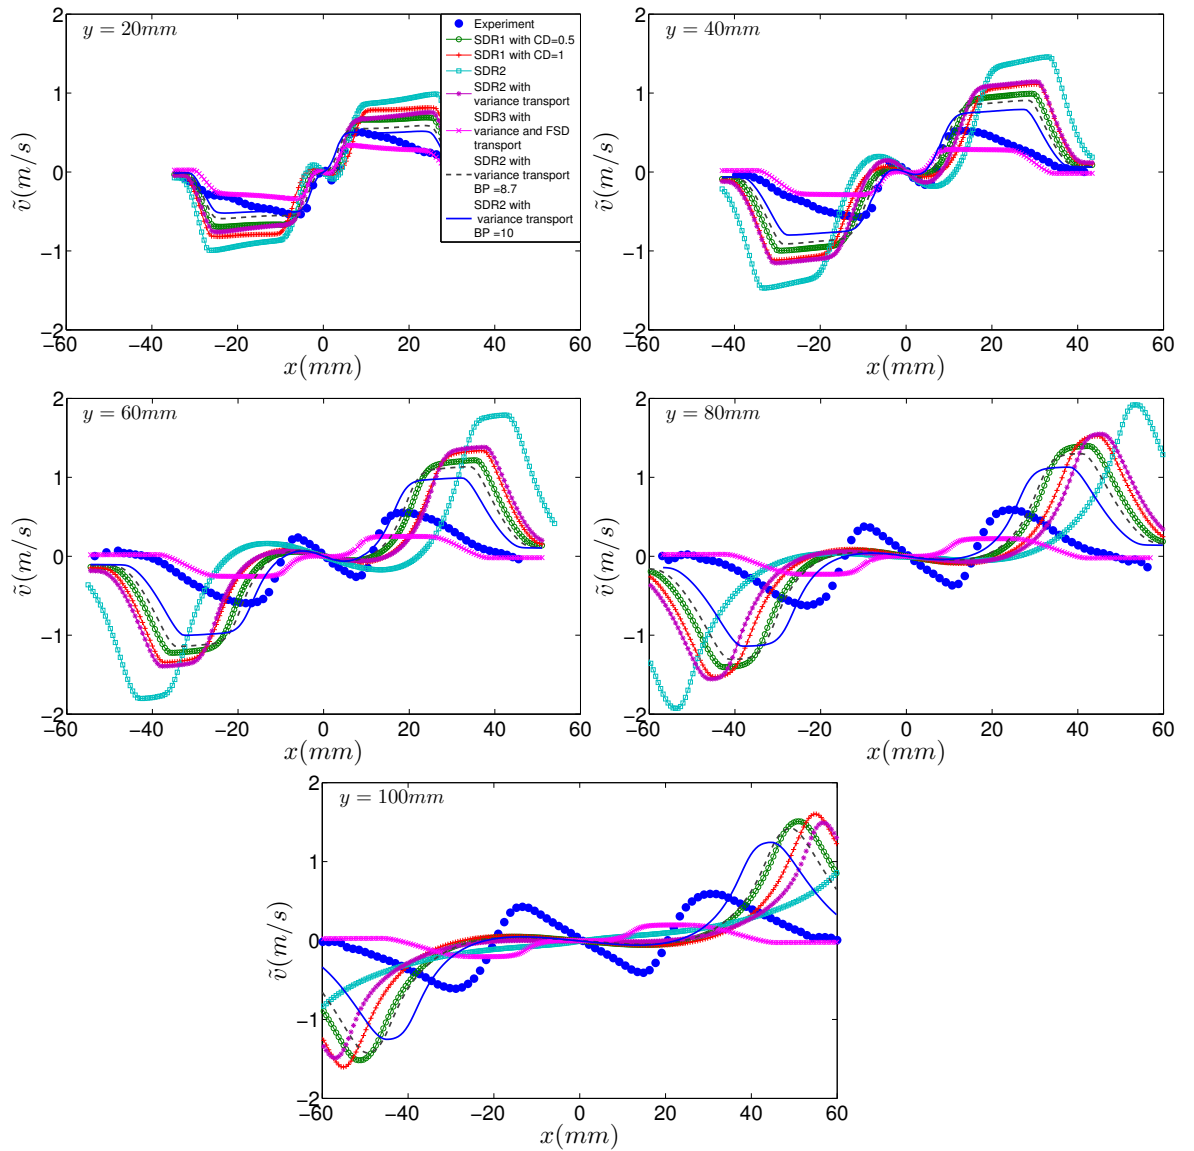 y = 20mm
Experiment
SDR1 with CD=0.5
SDR1 with CD=1
SDR2
SDR2 with
variance transport
SDR3 with
variance and FSD
transport
SDR2 with
variance transport
BP =8.7
SDR2 with
variance transport
BP =10
2
1
0
−1
−2
ṽ(m/s)
−60 −40 −20 0 20 40 60
x(mm)
y = 40mm
2
1
0
−1
−2
ṽ(m/s)
−60 −40 −20 0 20 40 60
x(mm)
y = 60mm
2
1
0
−1
−2
ṽ(m/s)
−60 −40 −20 0 20 40 60
x(mm)
y = 80mm
2
1
0
−1
−2
ṽ(m/s)
−60 −40 −20 0 20 40 60
x(mm)
y = 100mm
2
1
0
−1
−2
ṽ(m/s)
−60 −40 −20 0 20 40 60
x(mm)